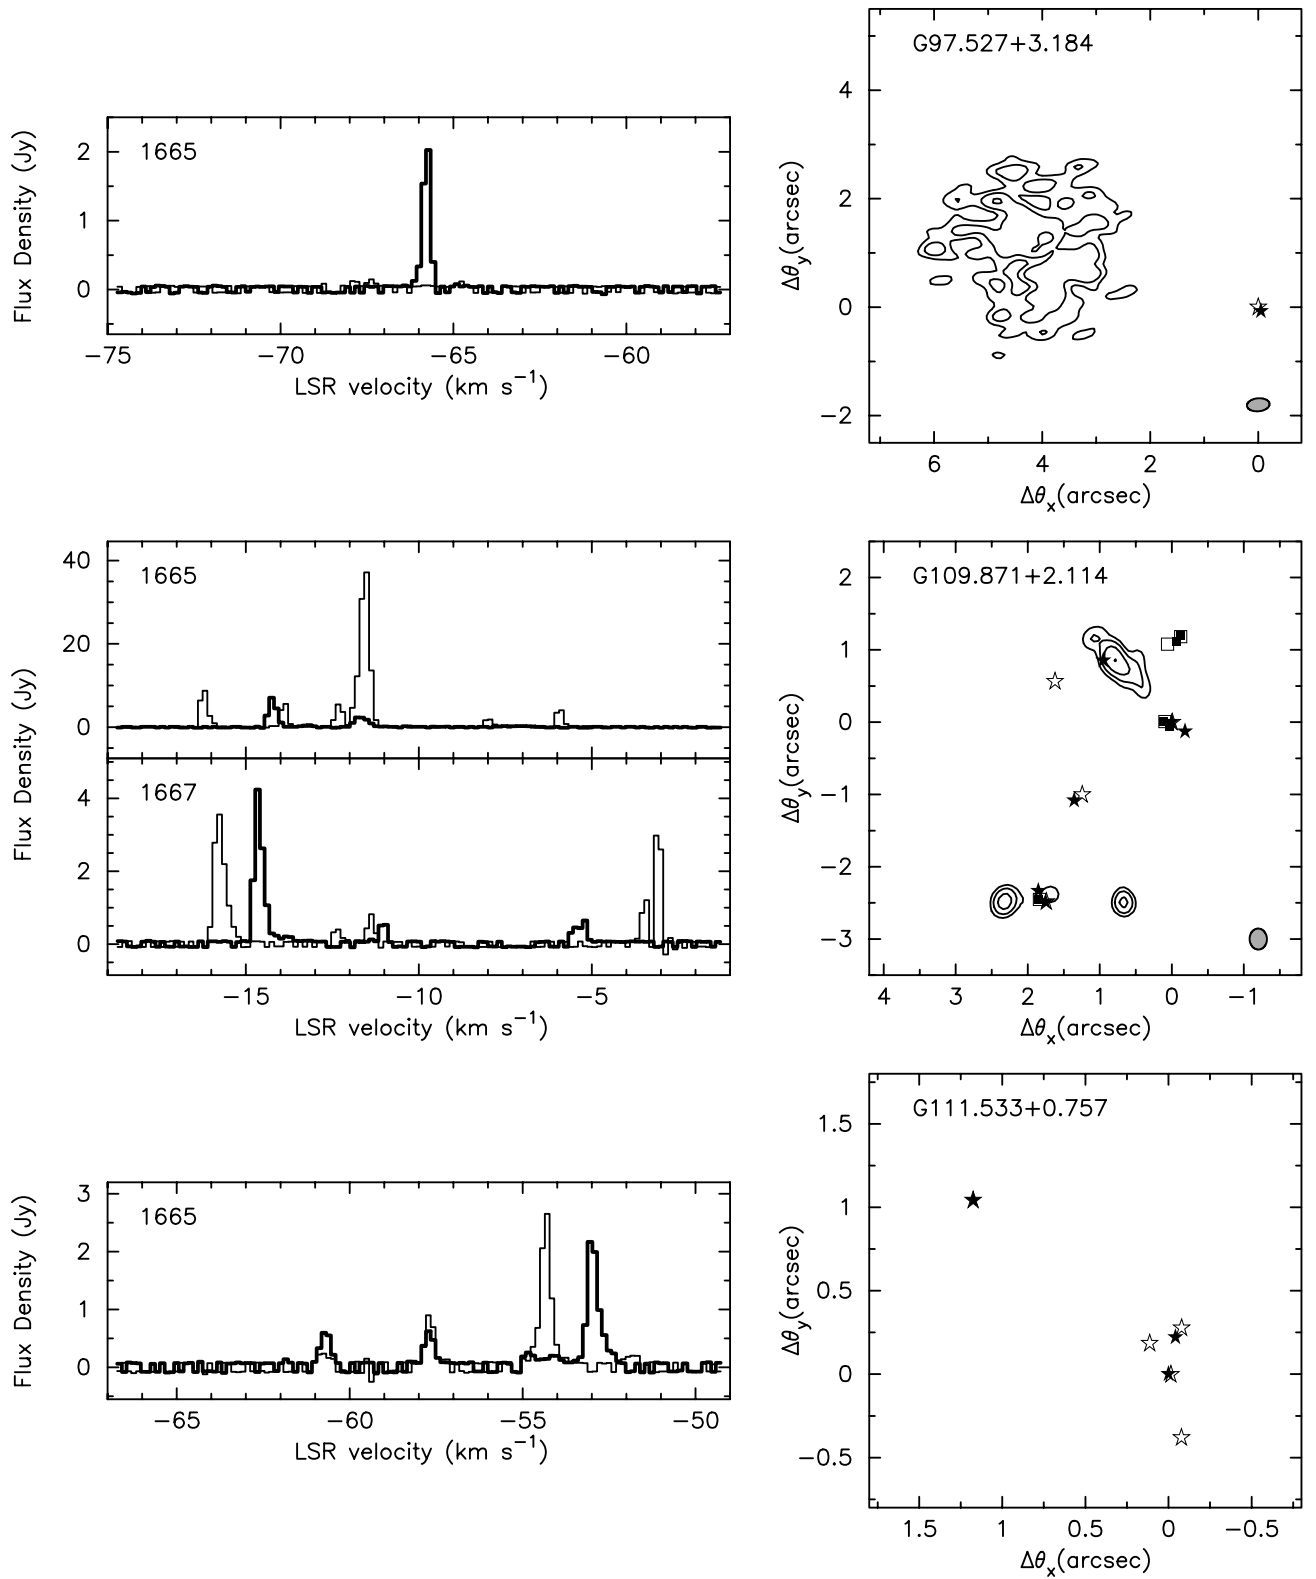 1665
Flux Density (Jy)
2
1
0
−75 −70 −65 −60
LSR velocity (km s⁻¹)
G97.527+3.184
Δθy(arcsec)
4
2
0
−2
6 4 2 0
Δθx(arcsec)
1665
Flux Density (Jy)
40
20
0
1667
Flux Density (Jy)
4
2
0
−15 −10 −5
LSR velocity (km s⁻¹)
G109.871+2.114
Δθy(arcsec)
2
1
0
−1
−2
−3
4 3 2 1 0 −1
Δθx(arcsec)
1665
Flux Density (Jy)
3
2
1
0
−65 −60 −55 −50
LSR velocity (km s⁻¹)
G111.533+0.757
Δθy(arcsec)
1.5
1
0.5
0
−0.5
1.5 1 0.5 0 −0.5
Δθx(arcsec)